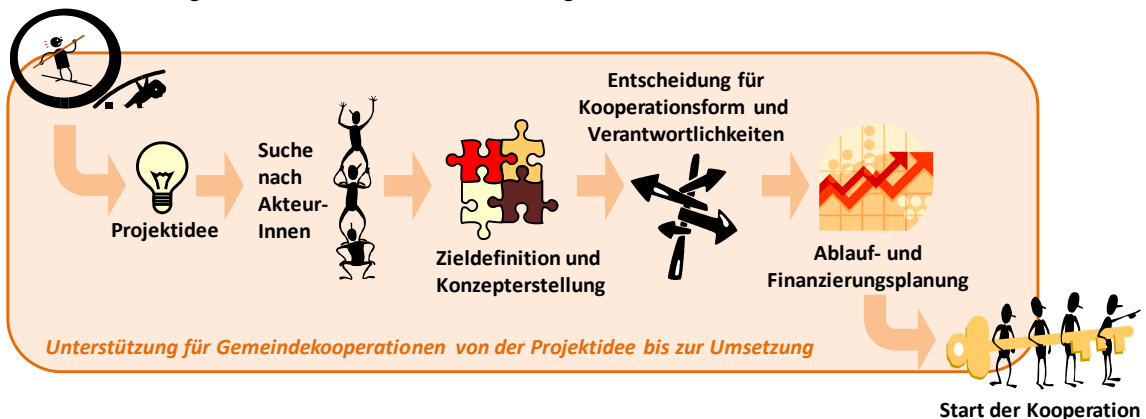 Projektidee
Suche
nach
Akteur-
Innen
Zieldefinition und
Konzepterstellung
Entscheidung für
Kooperationsform und
Verantwortlichkeiten
Ablauf- und
Finanzierungsplanung
Unterstützung für Gemeindekooperationen von der Projektidee bis zur Umsetzung
Start der Kooperation